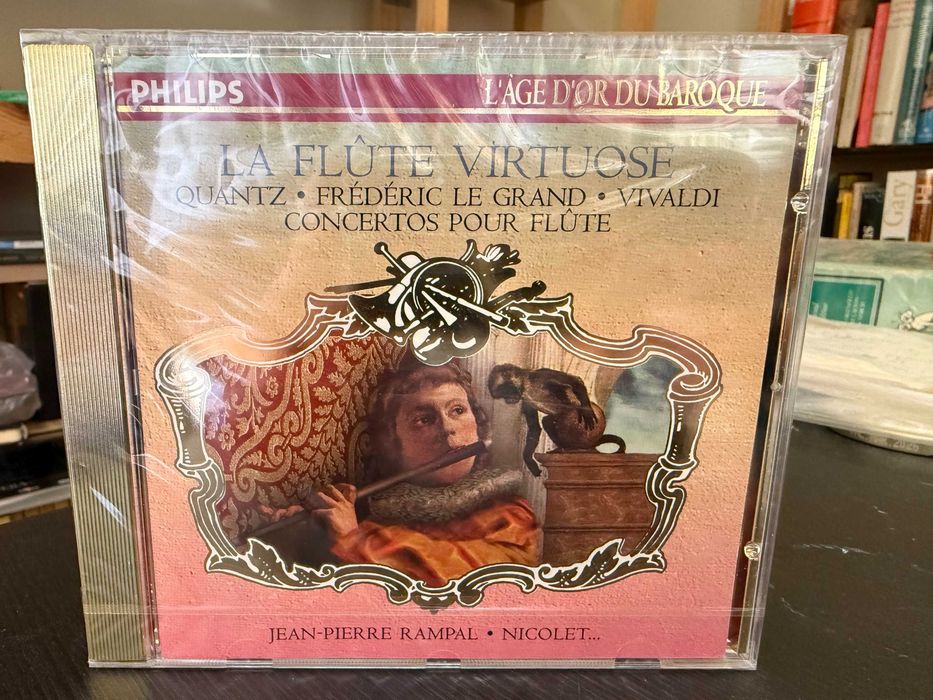 PHILIPS
L'ÂGE D'OR DU BAROQUE
LA FLÛTE VIRTUOSE
QUANTZ • FRÉDÉRIC LE GRAND • VIVALDI
CONCERTOS POUR FLÛTE
JEAN-PIERRE RAMPAL • NICOLET...
Gary